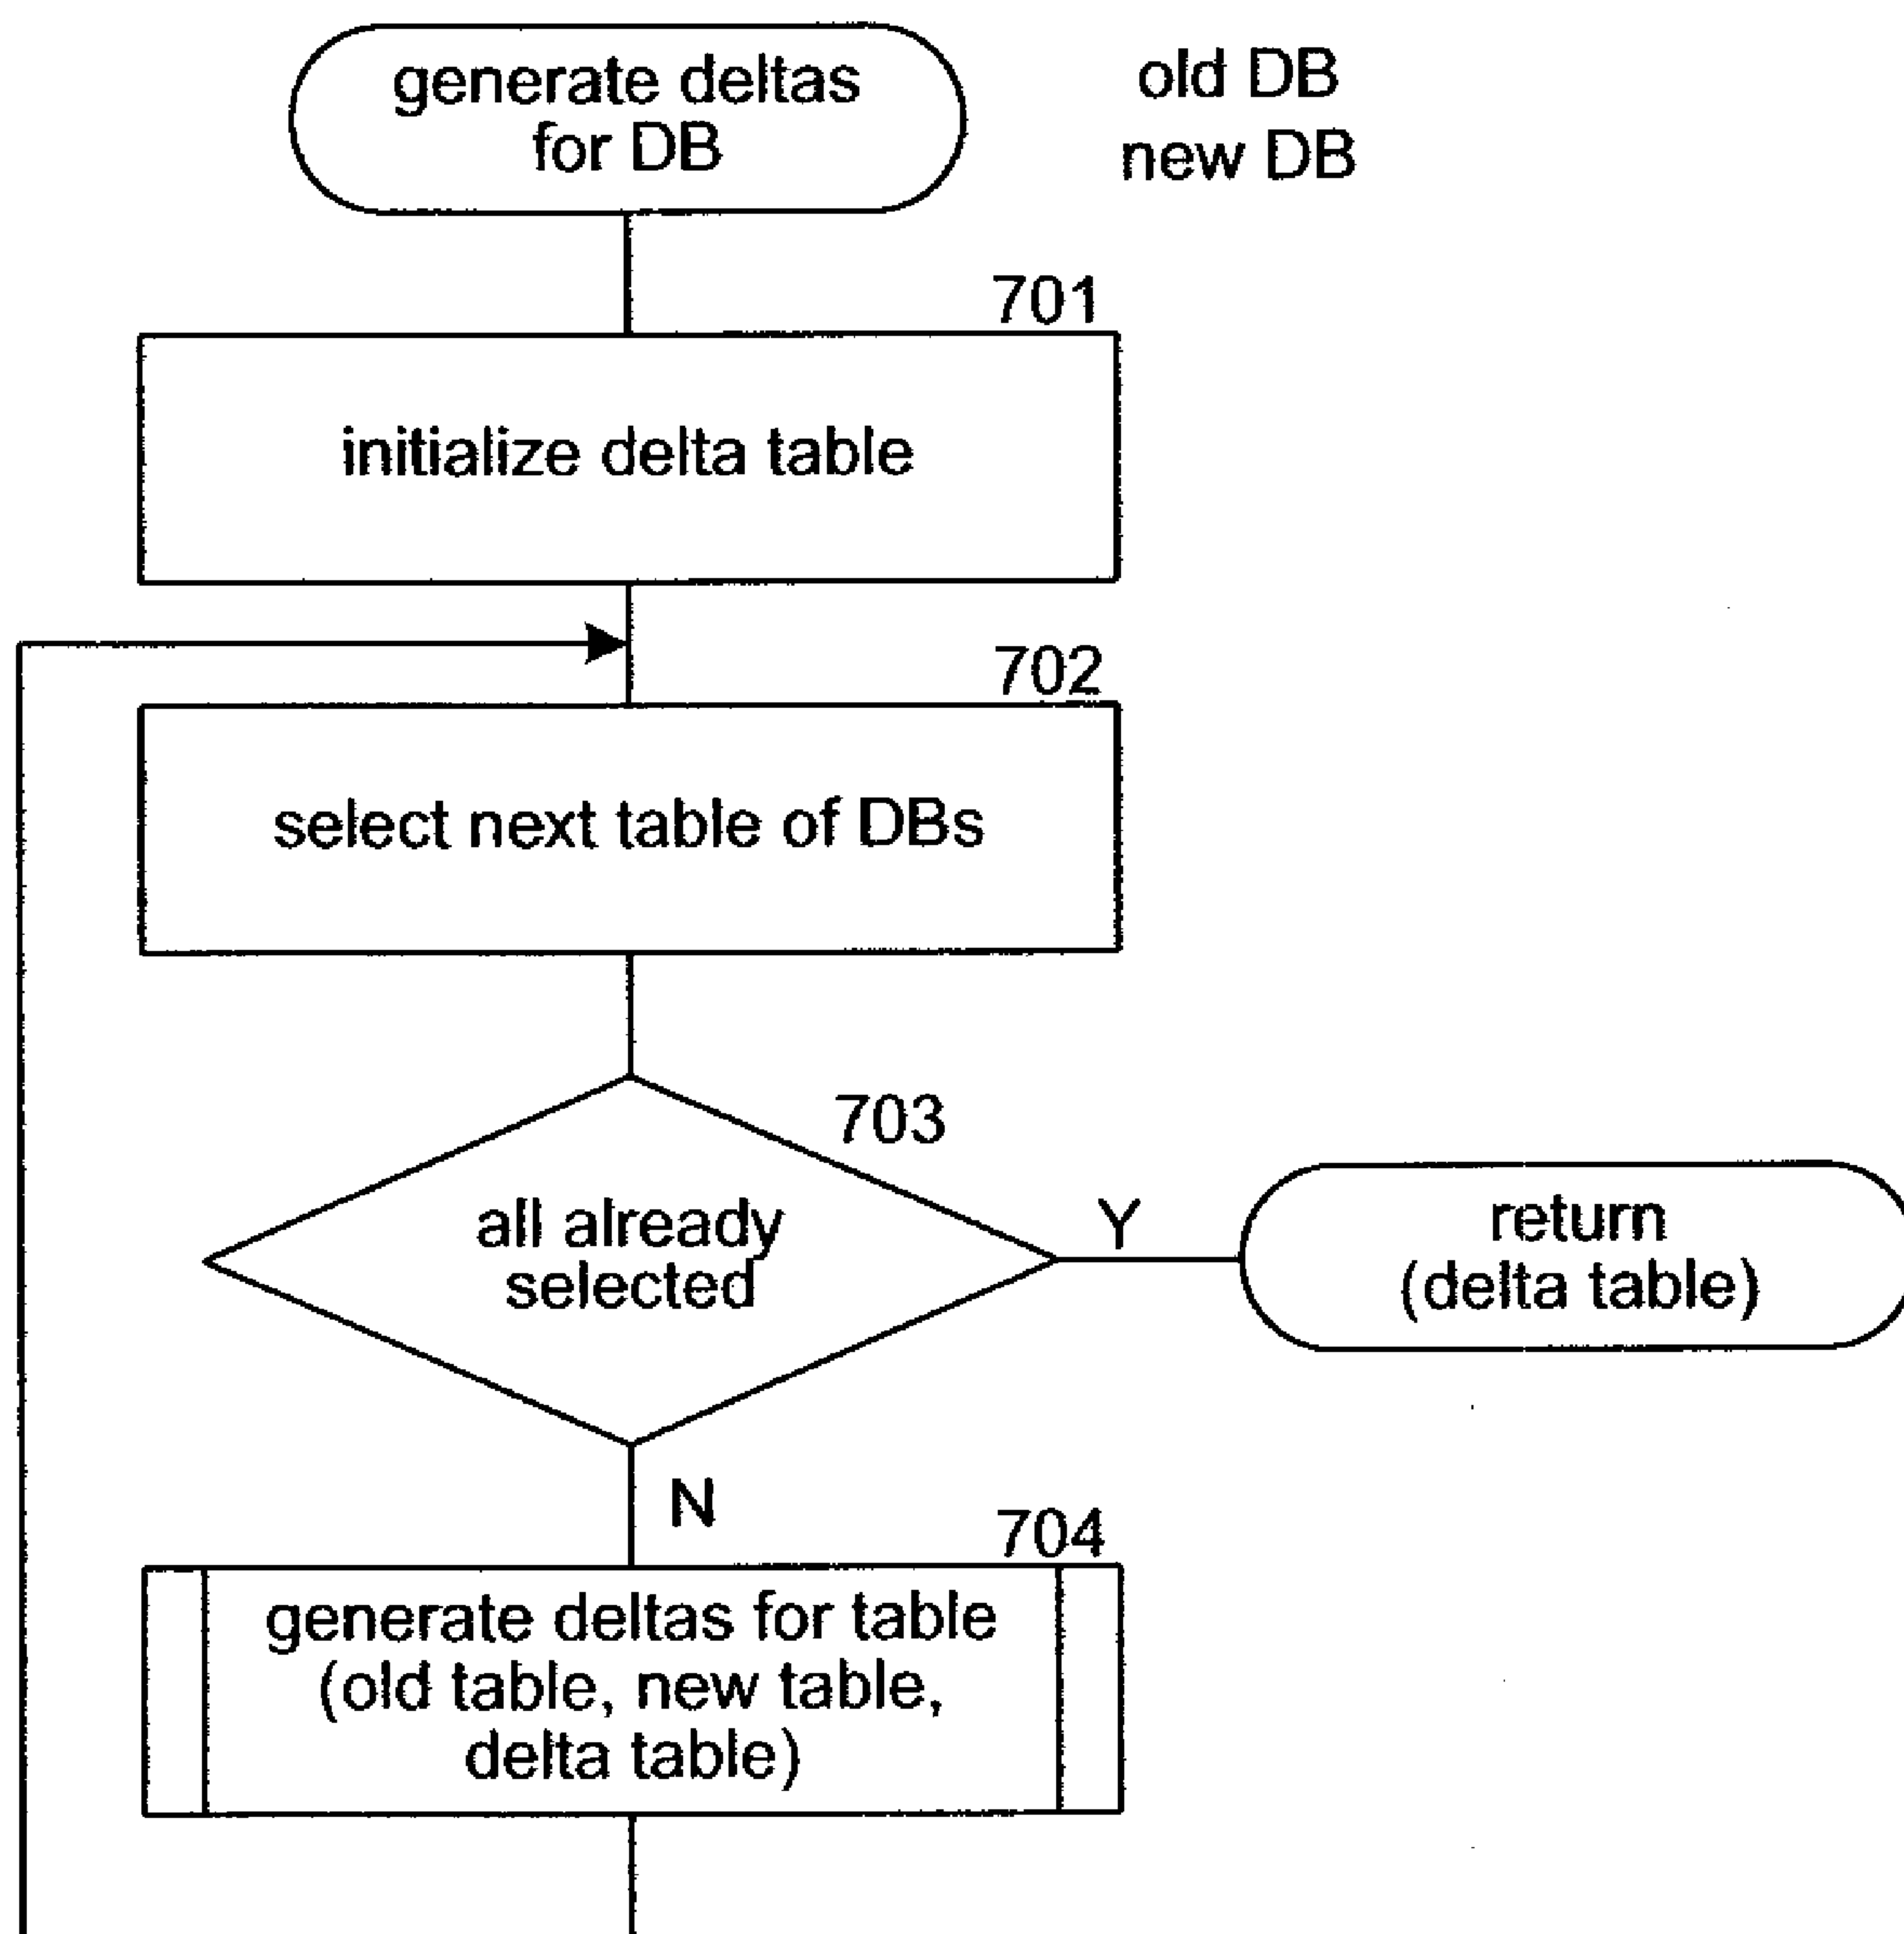 generate deltas
for DB
old DB
new DB
701
initialize delta table
702
select next table of DBs
703
all already
selected
Y
return
(delta table)
N
704
generate deltas for table
(old table, new table,
delta table)